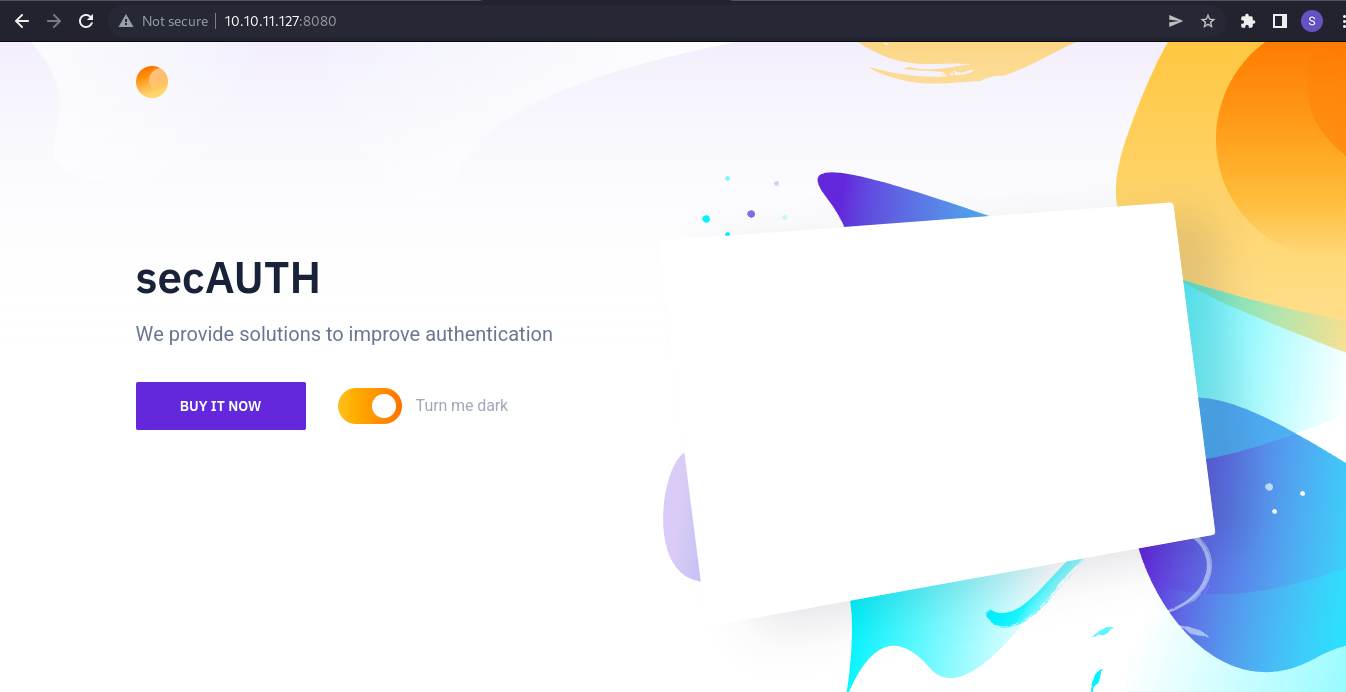 Not secure
10.10.11.127:8080
S
secAUTH
We provide solutions to improve authentication
BUY IT NOW
Turn me dark